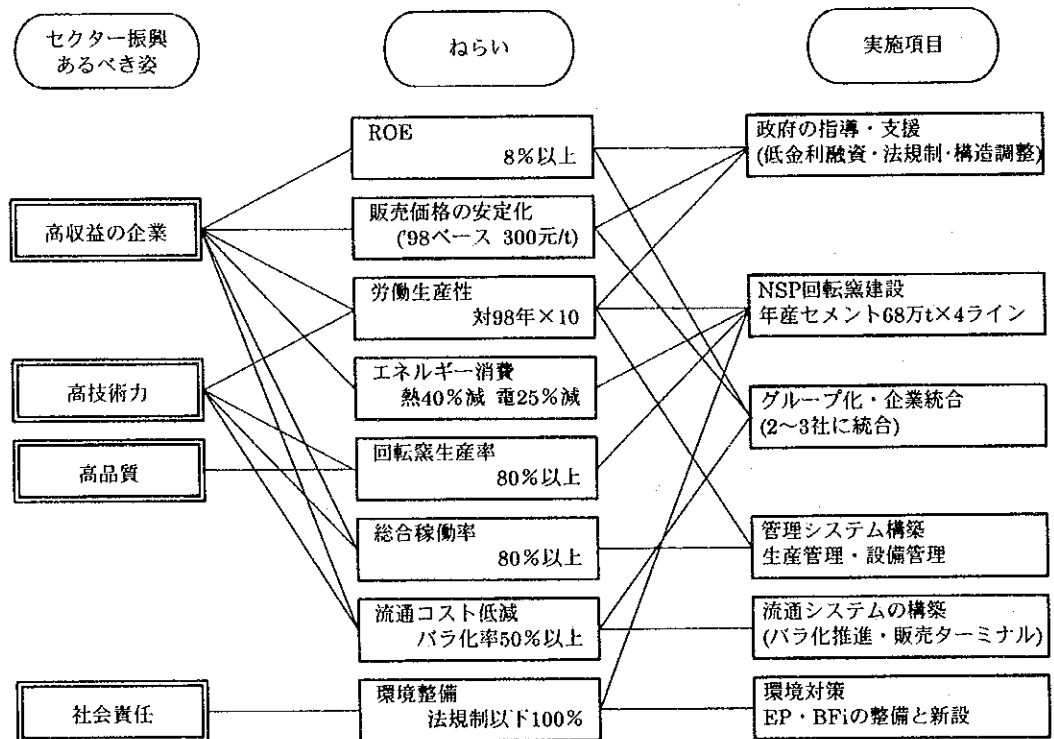 セクター振興
あるべき姿
ねらい
実施項目
高収益の企業
高技術力
高品質
社会責任
ROE
8%以上
販売価格の安定化
('98ベース 300元/t)
労働生産性
対98年×10
エネルギー消費
熱40%減 電25%減
回転窯生産率
80%以上
総合稼働率
80%以上
流通コスト低減
バラ化率50%以上
環境整備
法規制以下100%
政府の指導・支援
(低金利融資・法規制・構造調整)
NSP回転窯建設
年産セメント68万t×4ライン
グループ化・企業統合
(2〜3社に統合)
管理システム構築
生産管理・設備管理
流通システムの構築
(バラ化推進・販売ターミナル)
環境対策
EP・BFiの整備と新設